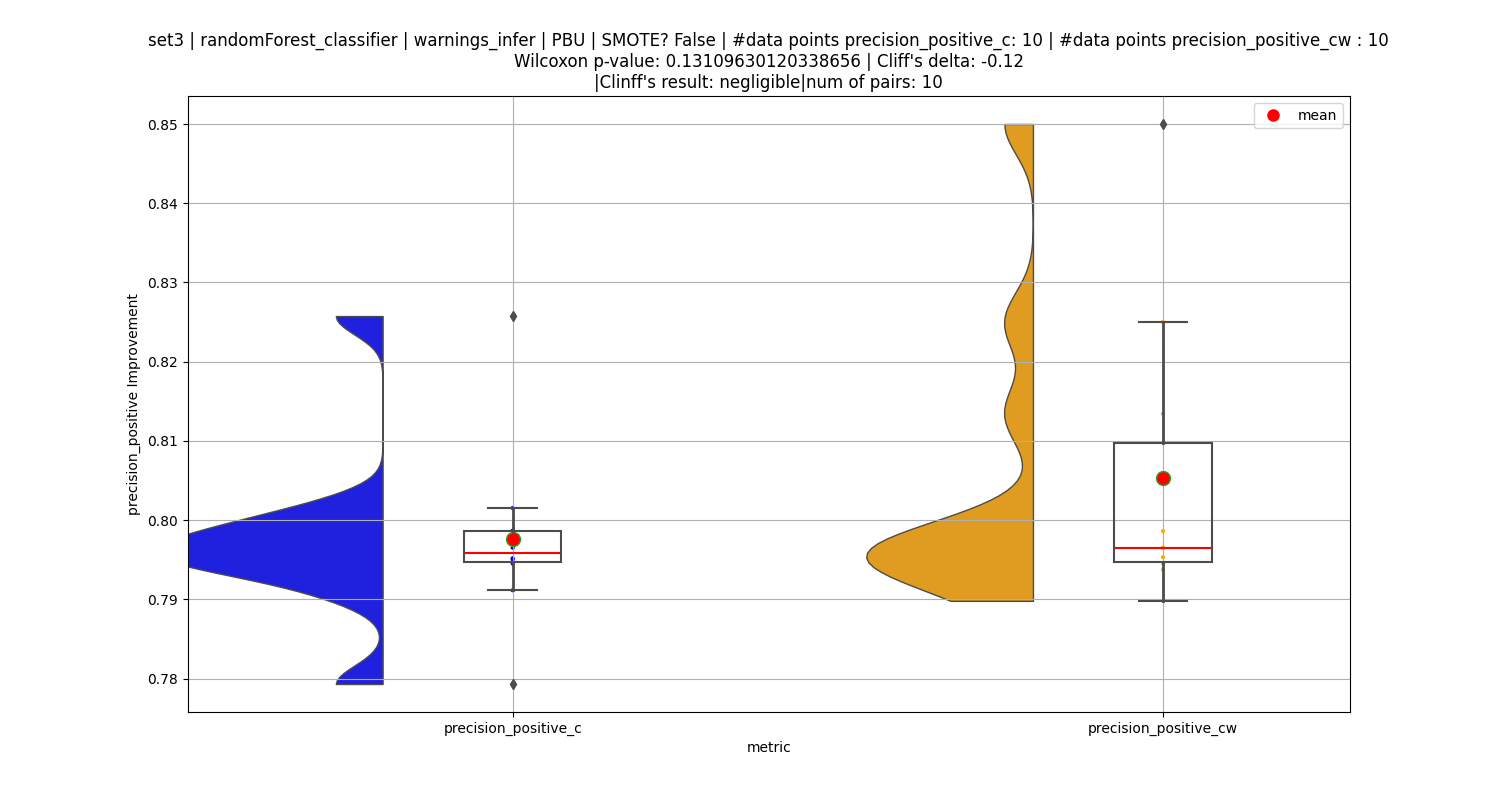 set3 | randomForest_classifier | warnings_infer | PBU | SMOTE? False | #data points precision_positive_c: 10 | #data points precision_positive_cw : 10
Wilcoxon p-value: 0.13109630120338656 | Cliff's delta: -0.12
|Clinff's result: negligible|num of pairs: 10
mean
0.85
0.84
0.83
0.82
0.81
0.80
0.79
0.78
precision_positive Improvement
precision_positive_c
precision_positive_cw
metric